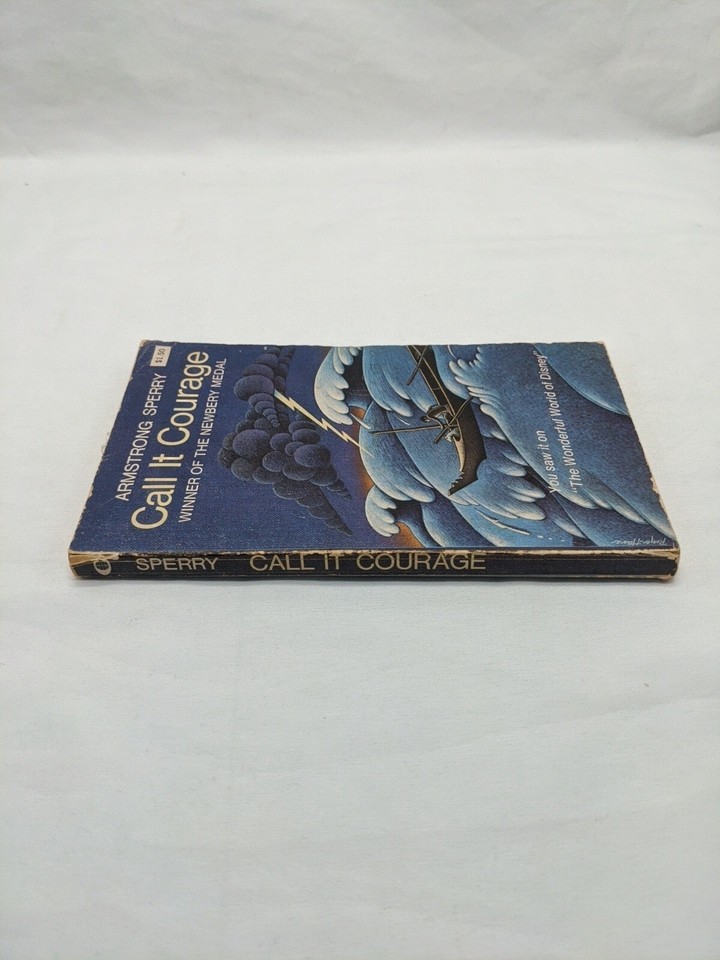 $1.50
ARMSTRONG SPERRY
Call It Courage
WINNER OF THE NEWBERY MEDAL
You saw it on
"The Wonderful World of Disney"
SPERRY CALL IT COURAGE